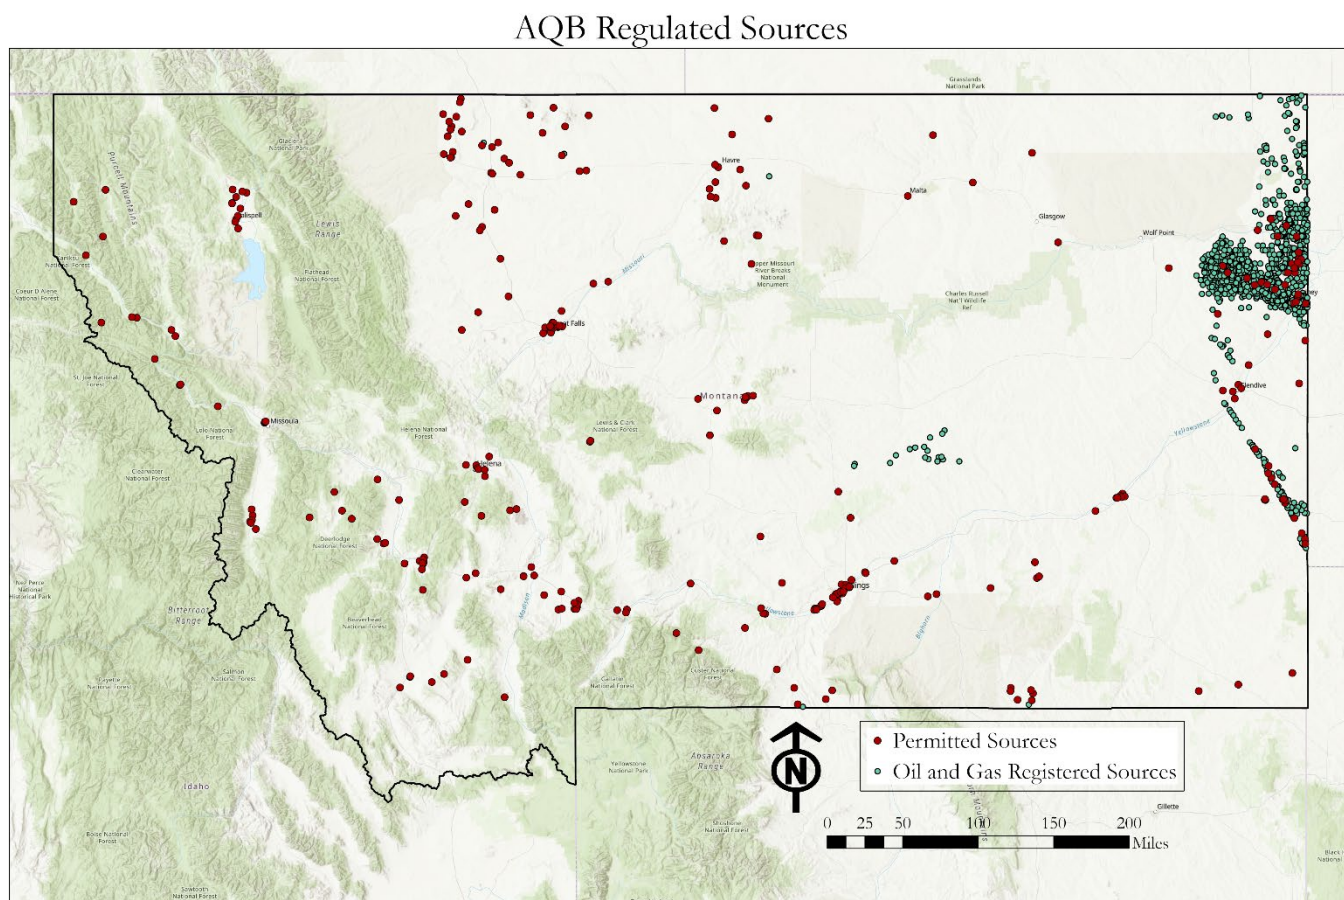 AQB Regulated Sources
Grasslands
National Park
Purcell Mountains
Glacier
National Park
Havre
Malta
Glasgow
Wolf Point
Lewis
Range
Flathead
National Forest
Coeur D Alene
National Forest
Missouri
Upper Missouri
River Breaks
National
Monument
Charles Russell
Nat'l Wildlife
Ref
St. Joe National
Forest
Glendive
Montana
Missoula
Lolo National
Forest
Helena
National
Forest
Lewis & Clark
National Forest
Yellowstone
Helena
Clearwater
National Forest
Deerlodge
National
Forest
Nez Perce
National
Historical Park
Bitterroot
Range
Beaverhead
National
Forest
Madison
Yellowstone
Bighorn
Salmon
National
Forest
Gallatin
National Forest
Custer National
Forest
Payette
National Forest
Yellowstone
National Park
Absaroka
Range
Shoshone
National Forest
Idaho
Boise National
Forest
Sawtooth
National Forest
Gillette
N
Permitted Sources
Oil and Gas Registered Sources
0 25 50 100 150 200
Miles